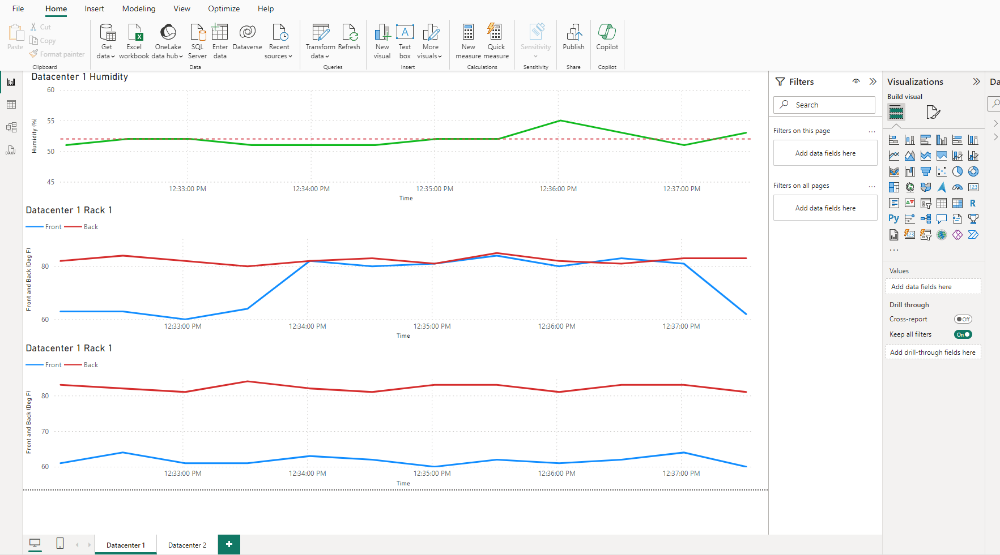 File Home Insert Modeling View Optimize Help
Paste
Cut
Copy
Format painter
Clipboard
Get data
Excel workbook
OneLake data hub
SQL Server
Enter data
Dataverse
Recent sources
Data
Transform data
Refresh
Queries
New visual
A
Text box
More visuals
Insert
New measure
Quick measure
Calculations
Sensitivity
Sensitivity
Publish
Share
Copilot
Copilot
Datacenter 1 Humidity
Humidity (%)
60
55
50
45
12:33:00 PM 12:34:00 PM 12:35:00 PM 12:36:00 PM 12:37:00 PM
Time
Datacenter 1 Rack 1
Front Back
Front and Back (Deg F)
80
60
12:33:00 PM 12:34:00 PM 12:35:00 PM 12:36:00 PM 12:37:00 PM
Time
Datacenter 1 Rack 1
Front Back
Front and Back (Deg F)
80
70
60
12:33:00 PM 12:34:00 PM 12:35:00 PM 12:36:00 PM 12:37:00 PM
Time
Datacenter 1 Datacenter 2 +
Filters
Search
Filters on this page ...
Add data fields here
Filters on all pages ...
Add data fields here
Visualizations
Build visual
123
R
Py
123
...
Values
Add data fields here
Drill through
Cross-report Off
Keep all filters On
Add drill-through fields here
Da
DAX